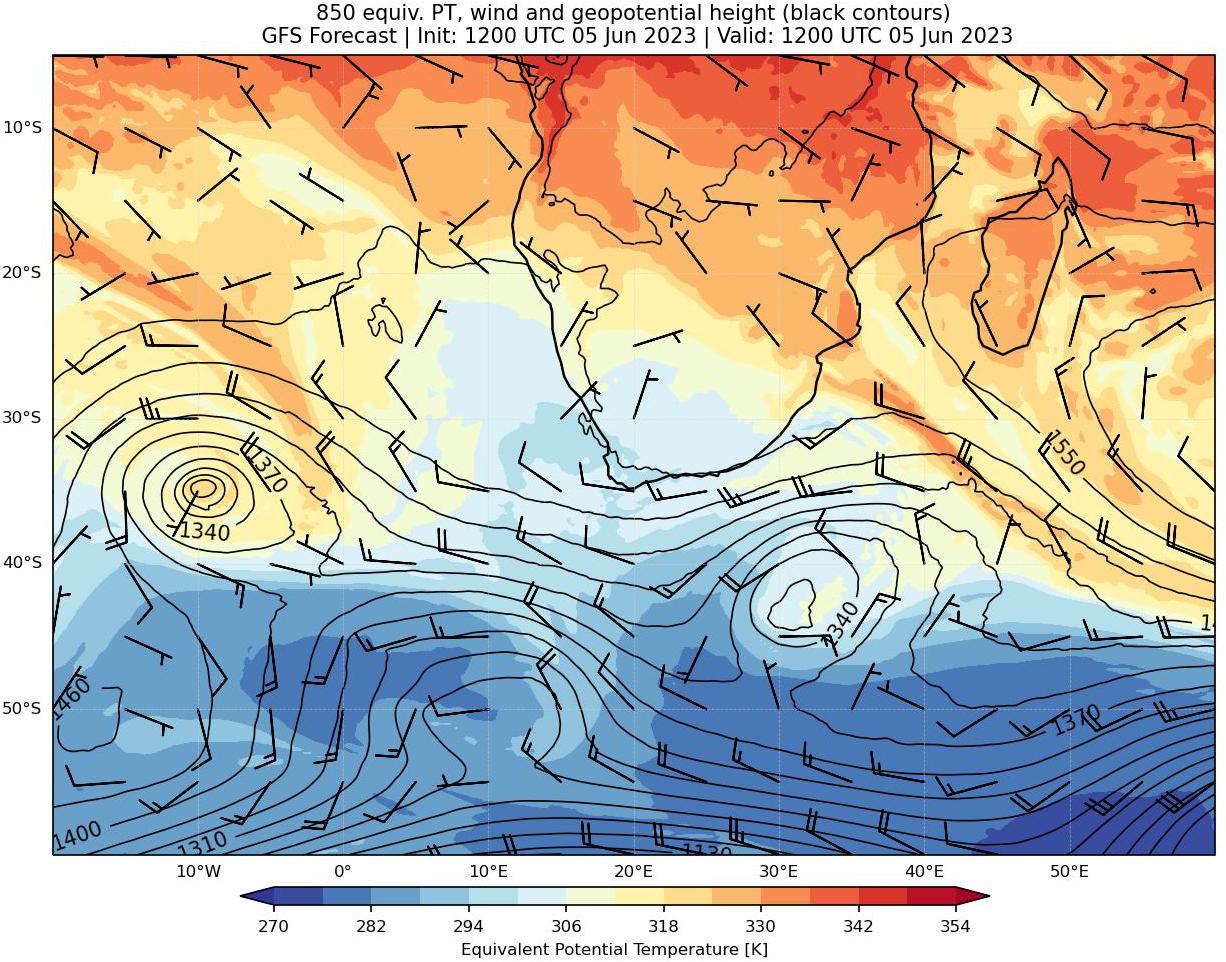 850 equiv. PT, wind and geopotential height (black contours)
GFS Forecast | Init: 1200 UTC 05 Jun 2023 | Valid: 1200 UTC 05 Jun 2023
10°S
20°S
30°S
1370
1550
1340
40°S
1340
1460
50°S
1370
1400
1310
1130
10°W 0° 10°E 20°E 30°E 40°E 50°E
270 282 294 306 318 330 342 354
Equivalent Potential Temperature [K]